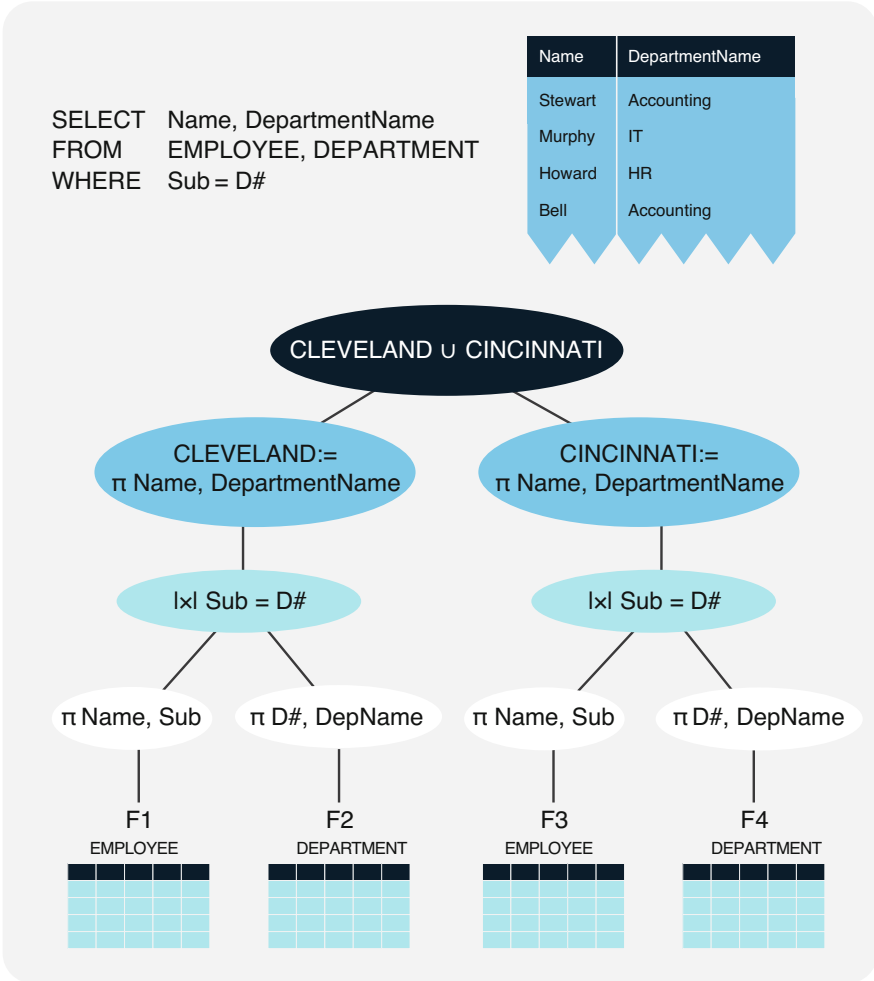 SELECT Name, DepartmentName
FROM EMPLOYEE, DEPARTMENT
WHERE Sub = D#
Name DepartmentName
Stewart Accounting
Murphy IT
Howard HR
Bell Accounting
CLEVELAND ∪ CINCINNATI
CLEVELAND:=
π Name, DepartmentName
CINCINNATI:=
π Name, DepartmentName
|×| Sub = D#
|×| Sub = D#
π Name, Sub
π D#, DepName
π Name, Sub
π D#, DepName
F1
F2
F3
F4
EMPLOYEE
DEPARTMENT
EMPLOYEE
DEPARTMENT